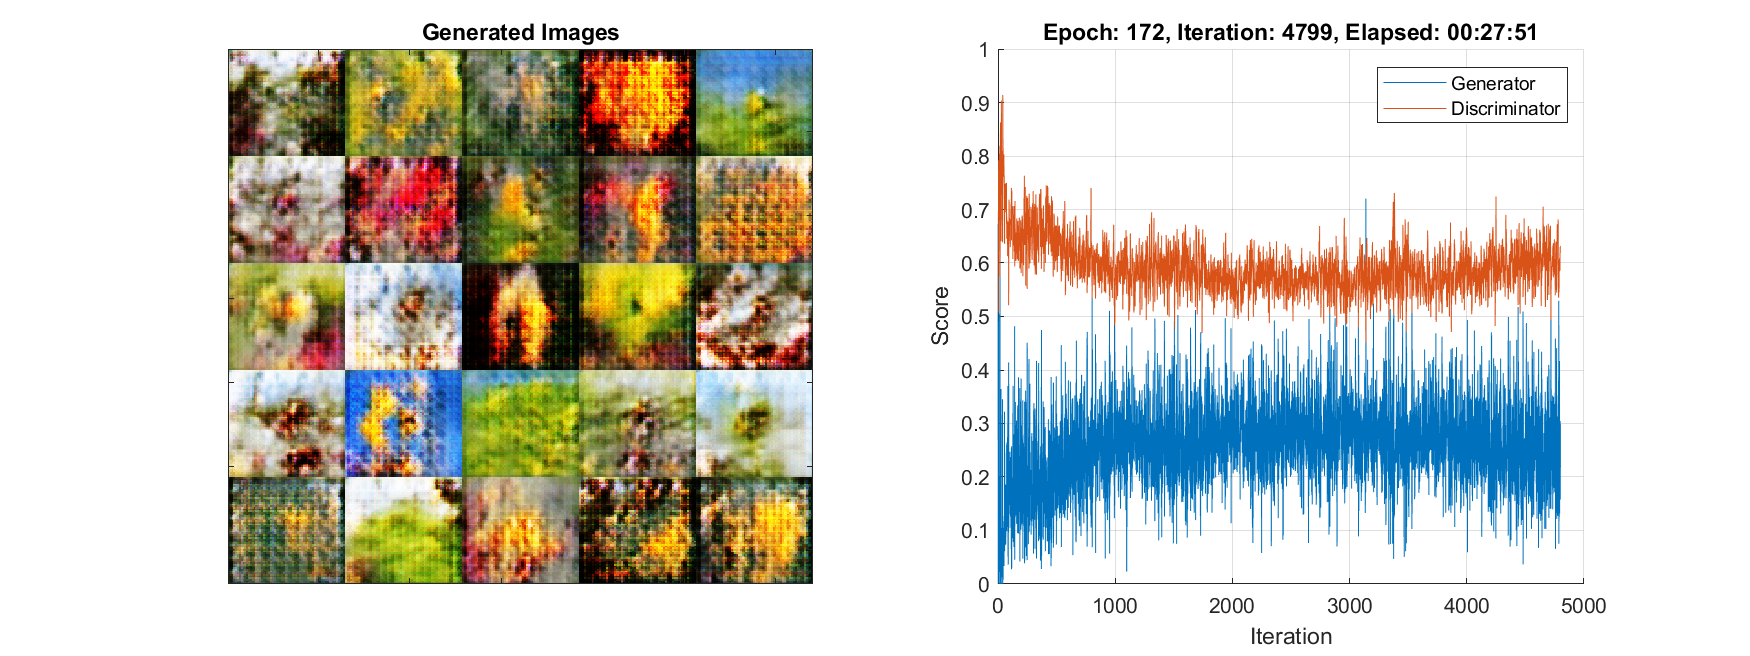 Generated Images
Epoch: 172, Iteration: 4799, Elapsed: 00:27:51
Generator
Discriminator
1
0.9
0.8
0.7
0.6
0.5
0.4
0.3
0.2
0.1
0
Score
0 1000 2000 3000 4000 5000
Iteration